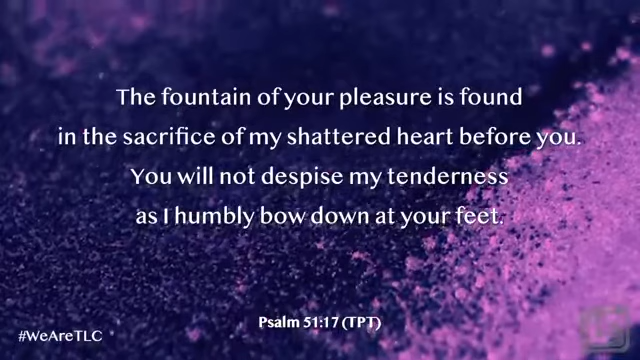 The fountain of your pleasure is found
in the sacrifice of my shattered heart before you.
You will not despise my tenderness
as I humbly bow down at your feet.
Psalm 51:17 (TPT)
#WeAreTLC